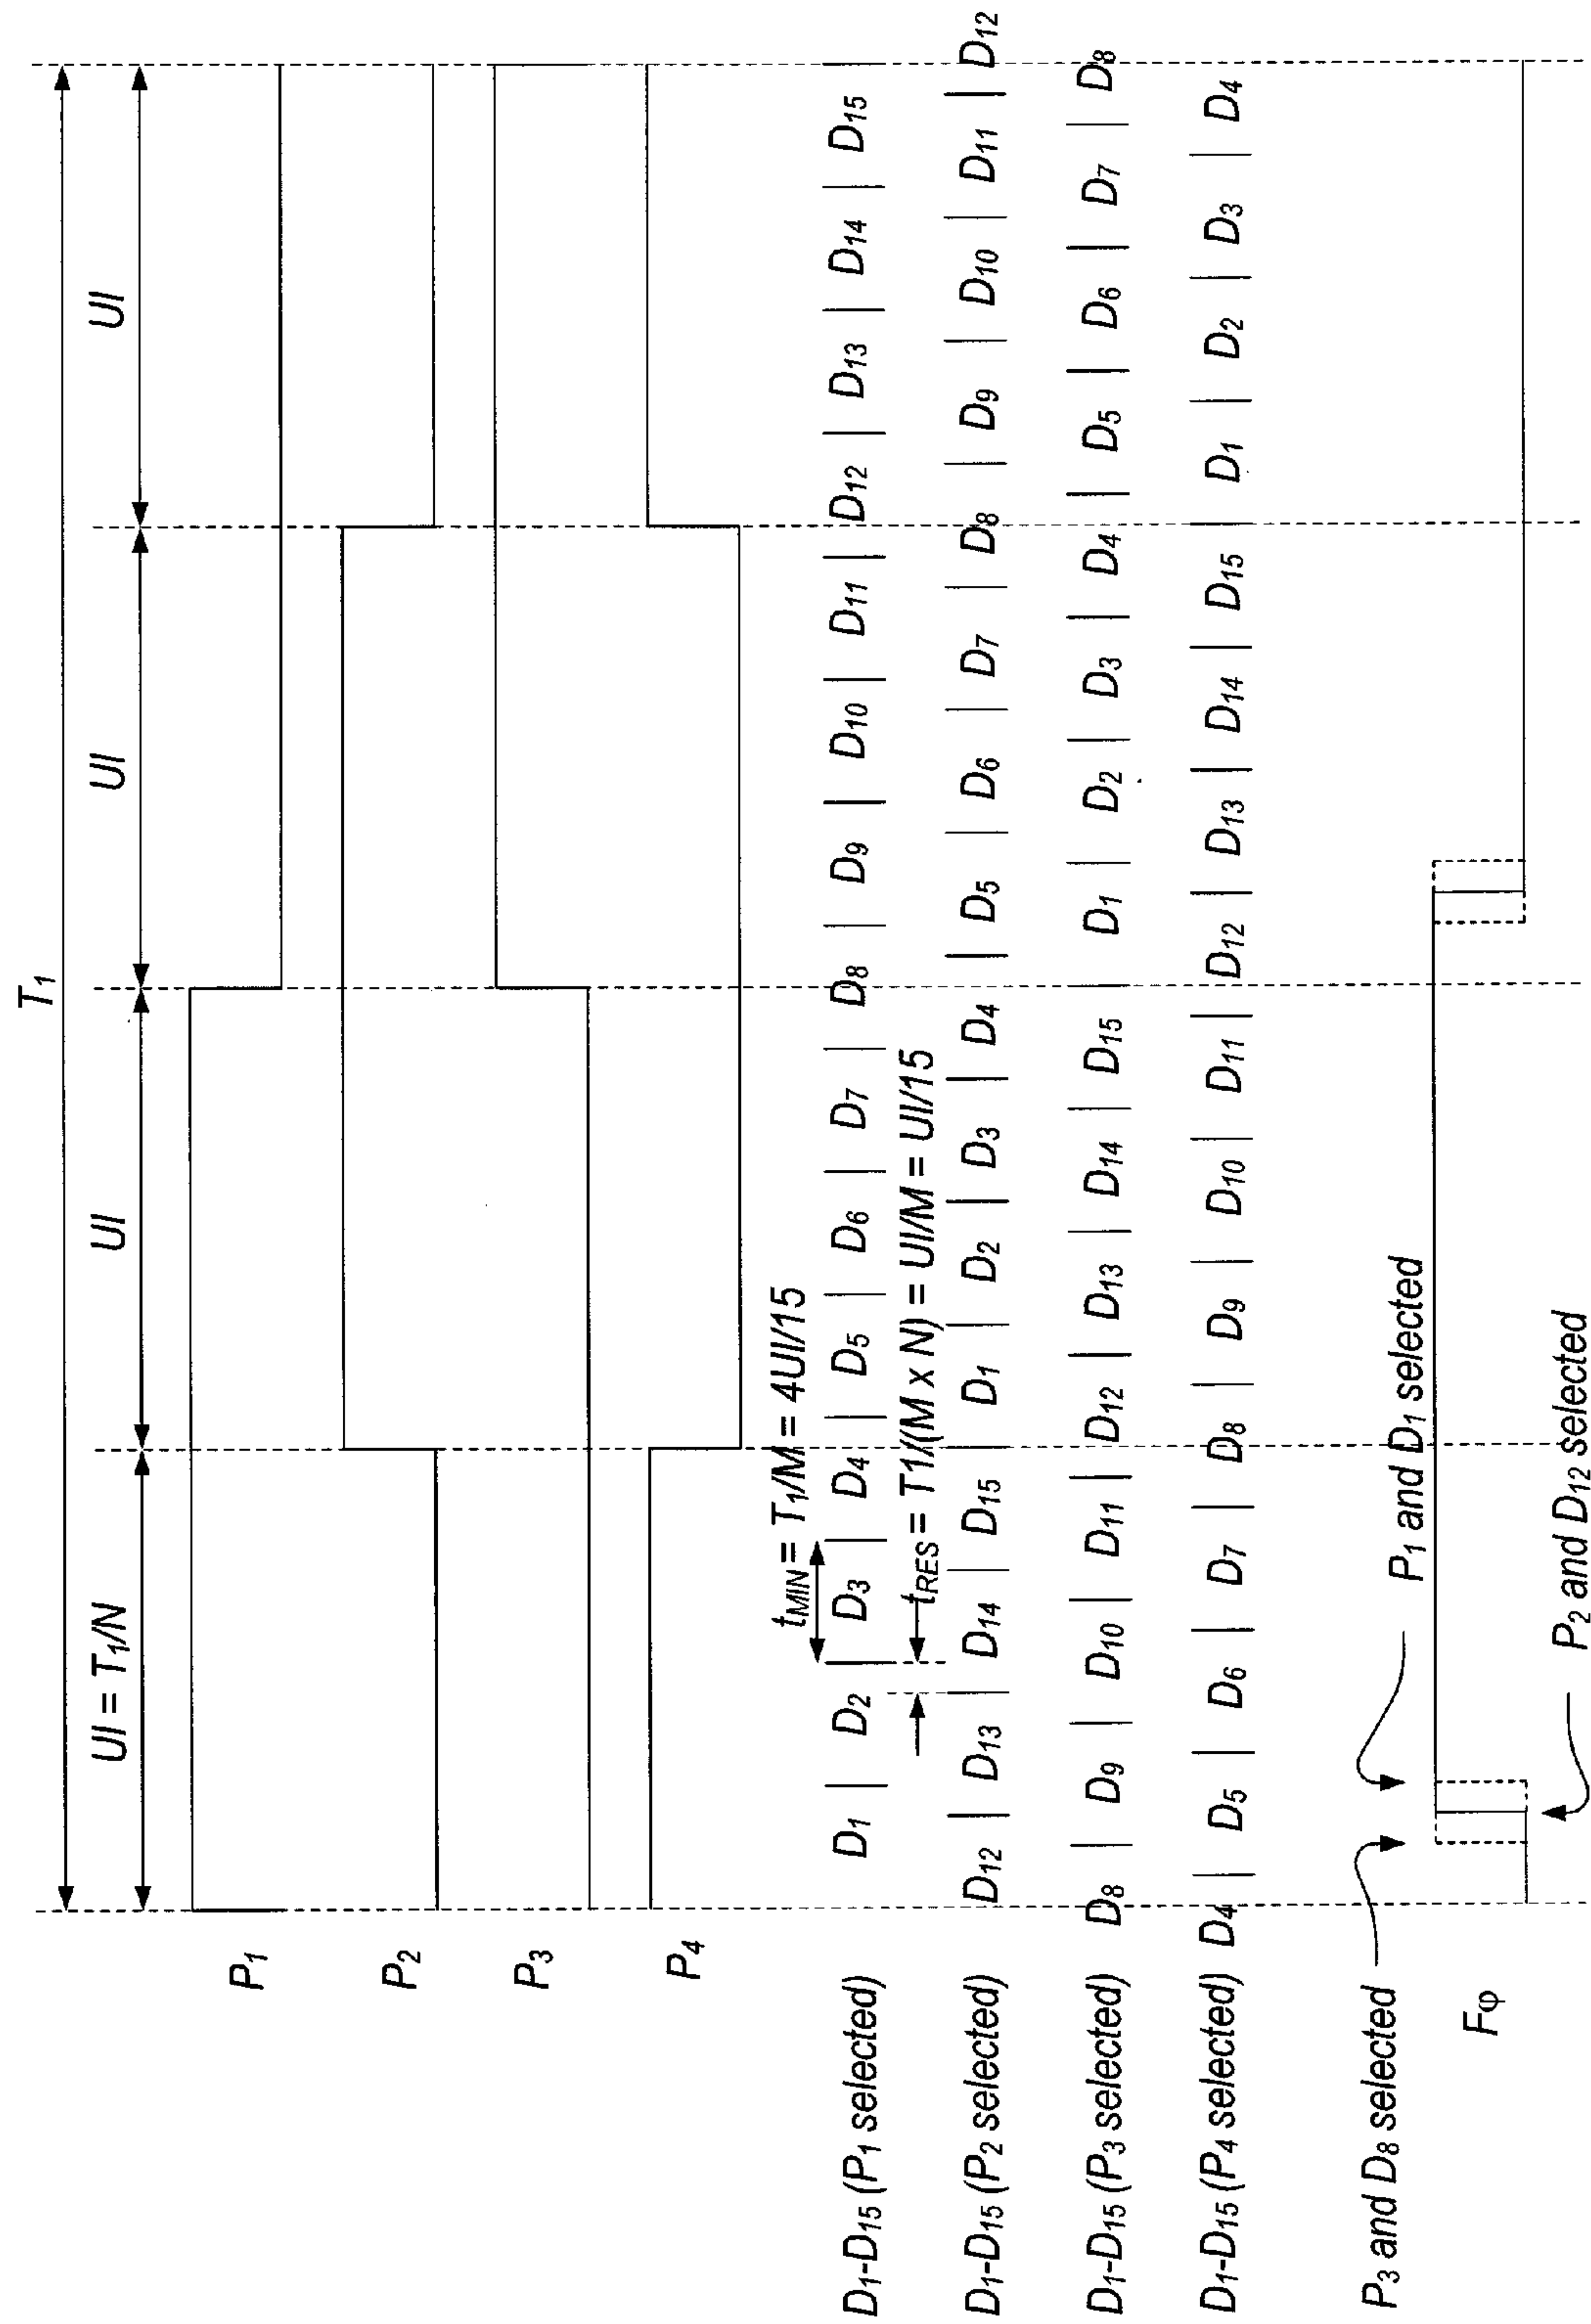 T₁
UI = T₁/N UI UI UI
P₁
P₂
P₃
P₄
t_MIN = T₁/M = 4UI/15
D₁-D₁₅ (P₁ selected) D₁ D₂ D₃ D₄ D₅ D₆ D₇ D₈ D₉ D₁₀ D₁₁ D₁₂ D₁₃ D₁₄ D₁₅
t_RES = T1/(M x N) = UI/M = UI/15
D₁-D₁₅ (P₂ selected) D₁₂ D₁₃ D₁₄ D₁₅ D₁ D₂ D₃ D₄ D₅ D₆ D₇ D₈ D₉ D₁₀ D₁₁ D₁₂
D₁-D₁₅ (P₃ selected) D₈ D₉ D₁₀ D₁₁ D₁₂ D₁₃ D₁₄ D₁₅ D₁ D₂ D₃ D₄ D₅ D₆ D₇ D₈
D₁-D₁₅ (P₄ selected) D₄ D₅ D₆ D₇ D₈ D₉ D₁₀ D₁₁ D₁₂ D₁₃ D₁₄ D₁₅ D₁ D₂ D₃ D₄
P₃ and D₈ selected
P₁ and D₁ selected
Fφ
P₂ and D₁₂ selected